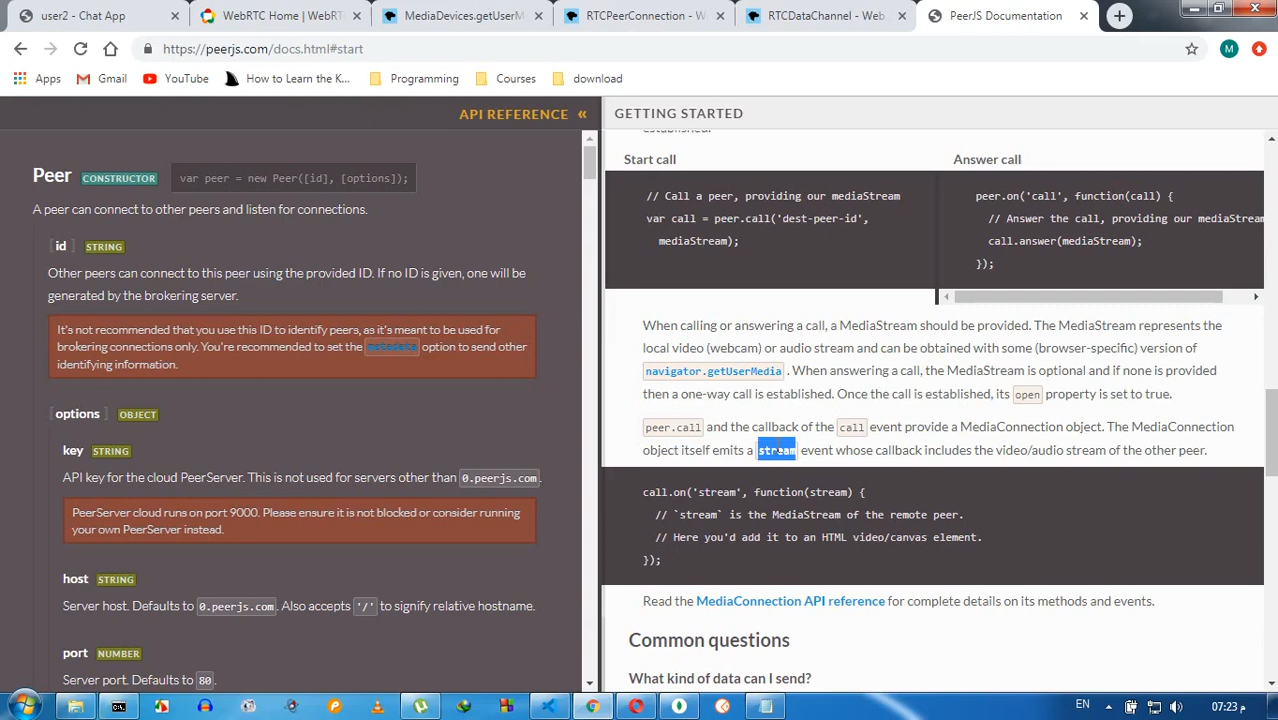 user2 - Chat App
WebRTC Home | WebRT
MediaDevices.getUserM
RTCPeerConnection - We
RTCDataChannel - Web
PeerJS Documentation
https://peerjs.com/docs.html#start
M
Apps
Gmail
YouTube
How to Learn the K...
Programming
Courses
download
API REFERENCE «
Peer CONSTRUCTOR var peer = new Peer([id], [options]);
A peer can connect to other peers and listen for connections.
[id] STRING
Other peers can connect to this peer using the provided ID. If no ID is given, one will be
generated by the brokering server.
It's not recommended that you use this ID to identify peers, as it's meant to be used for
brokering connections only. You're recommended to set the metadata option to send other
identifying information.
[options] OBJECT
key STRING
API key for the cloud PeerServer. This is not used for servers other than 0.peerjs.com.
PeerServer cloud runs on port 9000. Please ensure it is not blocked or consider running
your own PeerServer instead.
host STRING
Server host. Defaults to 0.peerjs.com. Also accepts '/' to signify relative hostname.
port NUMBER
Server port. Defaults to 80.
GETTING STARTED
established.
Start call
// Call a peer, providing our mediaStream
var call = peer.call('dest-peer-id',
mediaStream);
Answer call
peer.on('call', function(call) {
// Answer the call, providing our mediaStream
call.answer(mediaStream);
});
When calling or answering a call, a MediaStream should be provided. The MediaStream represents the
local video (webcam) or audio stream and can be obtained with some (browser-specific) version of
navigator.getUserMedia . When answering a call, the MediaStream is optional and if none is provided
then a one-way call is established. Once the call is established, its open property is set to true.
peer.call and the callback of the call event provide a MediaConnection object. The MediaConnection
object itself emits a stream event whose callback includes the video/audio stream of the other peer.
call.on('stream', function(stream) {
// `stream` is the MediaStream of the remote peer.
// Here you'd add it to an HTML video/canvas element.
});
Read the MediaConnection API reference for complete details on its methods and events.
Common questions
What kind of data can I send?
EN
07:23 م